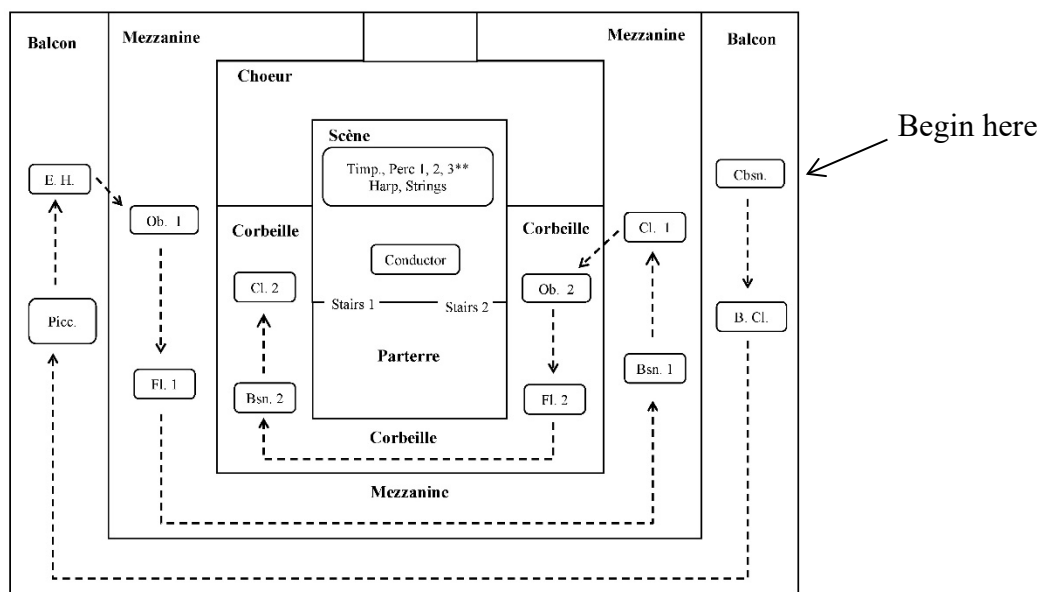 Balcon
Mezzanine
Mezzanine
Balcon
Choeur
Begin here
Scène
Timp., Perc 1, 2, 3**
Harp, Strings
E. H.
Cbsn.
Ob. 1
Corbeille
Corbeille
Cl. 1
Conductor
Cl. 2
Ob. 2
Stairs 1
Stairs 2
Picc.
B. Cl.
Parterre
Fl. 1
Bsn. 2
Fl. 2
Bsn. 1
Corbeille
Mezzanine